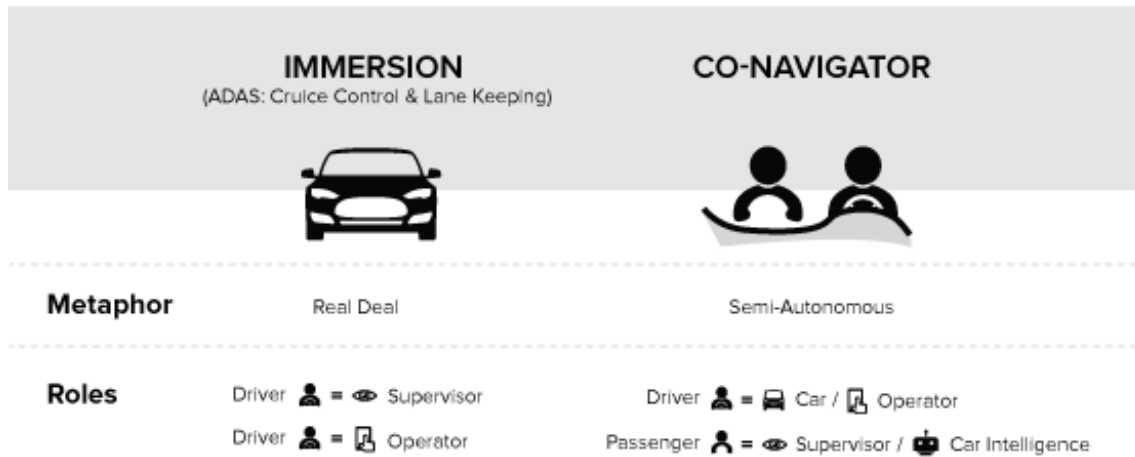 IMMERSION
(ADAS: Cruice Control & Lane Keeping)
CO-NAVIGATOR
Metaphor
Real Deal
Semi-Autonomous
Roles
Driver = Supervisor
Driver = Operator
Driver = Car / Operator
Passenger = Supervisor / Car Intelligence